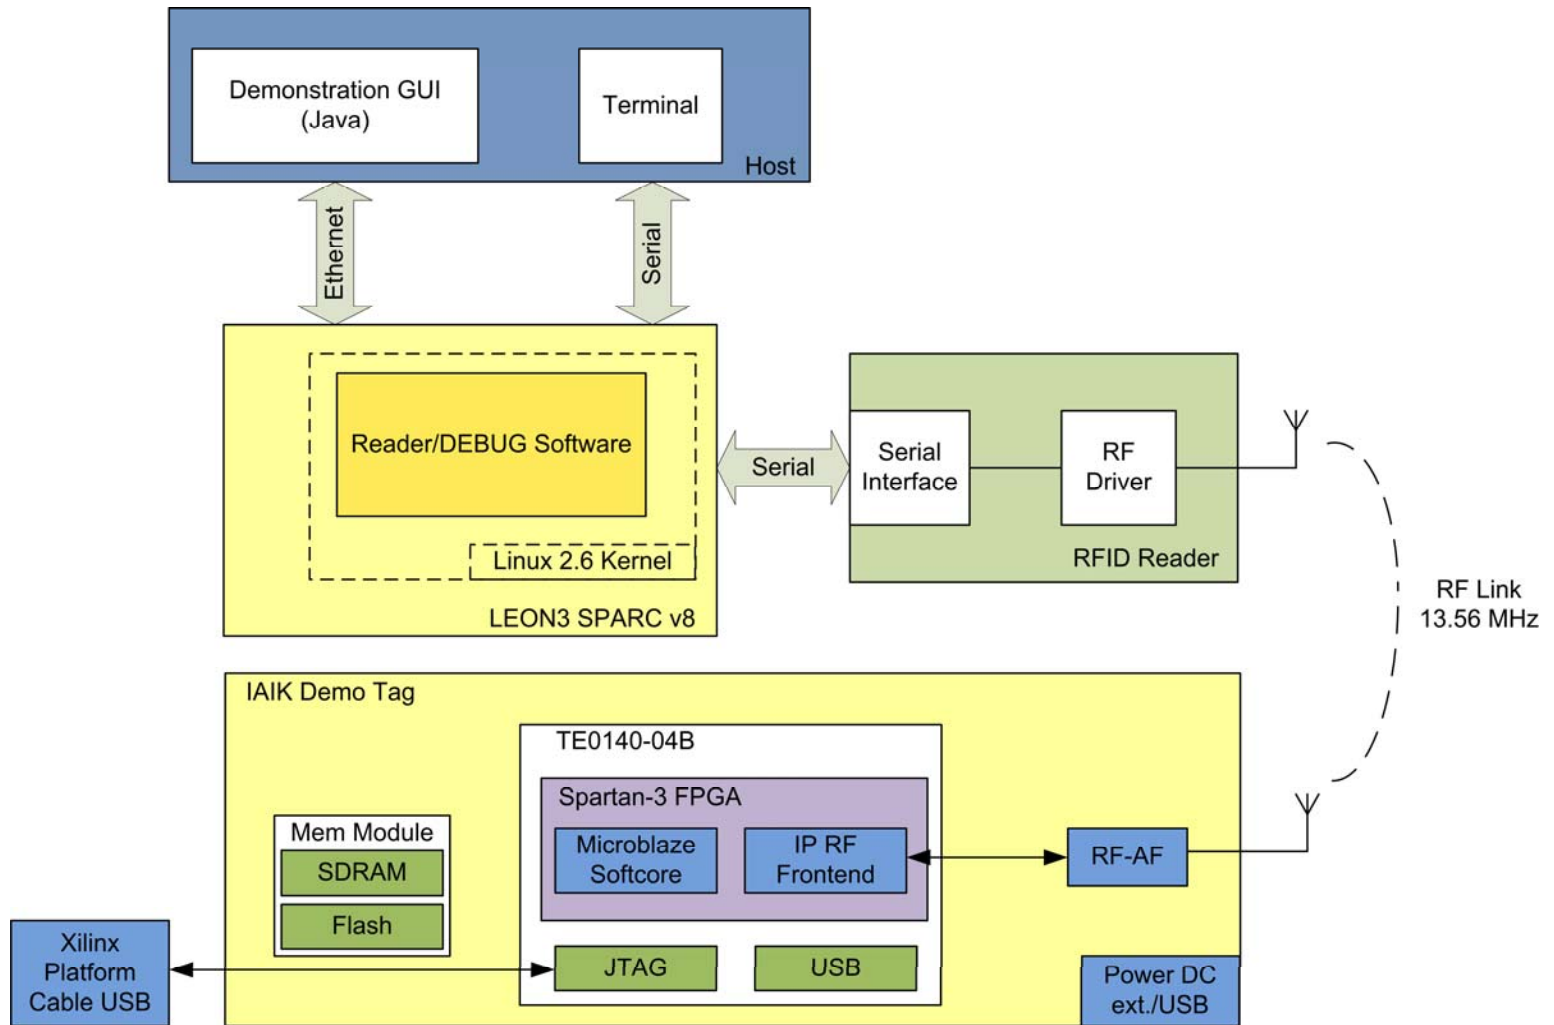 Demonstration GUI
(Java)
Terminal
Host
Ethernet
Serial
Reader/DEBUG Software
Linux 2.6 Kernel
LEON3 SPARC v8
Serial
Serial
Interface
RF
Driver
RFID Reader
RF Link
13.56 MHz
IAIK Demo Tag
TE0140-04B
Spartan-3 FPGA
Microblaze
Softcore
IP RF
Frontend
RF-AF
Mem Module
SDRAM
Flash
JTAG
USB
Xilinx
Platform
Cable USB
Power DC
ext./USB